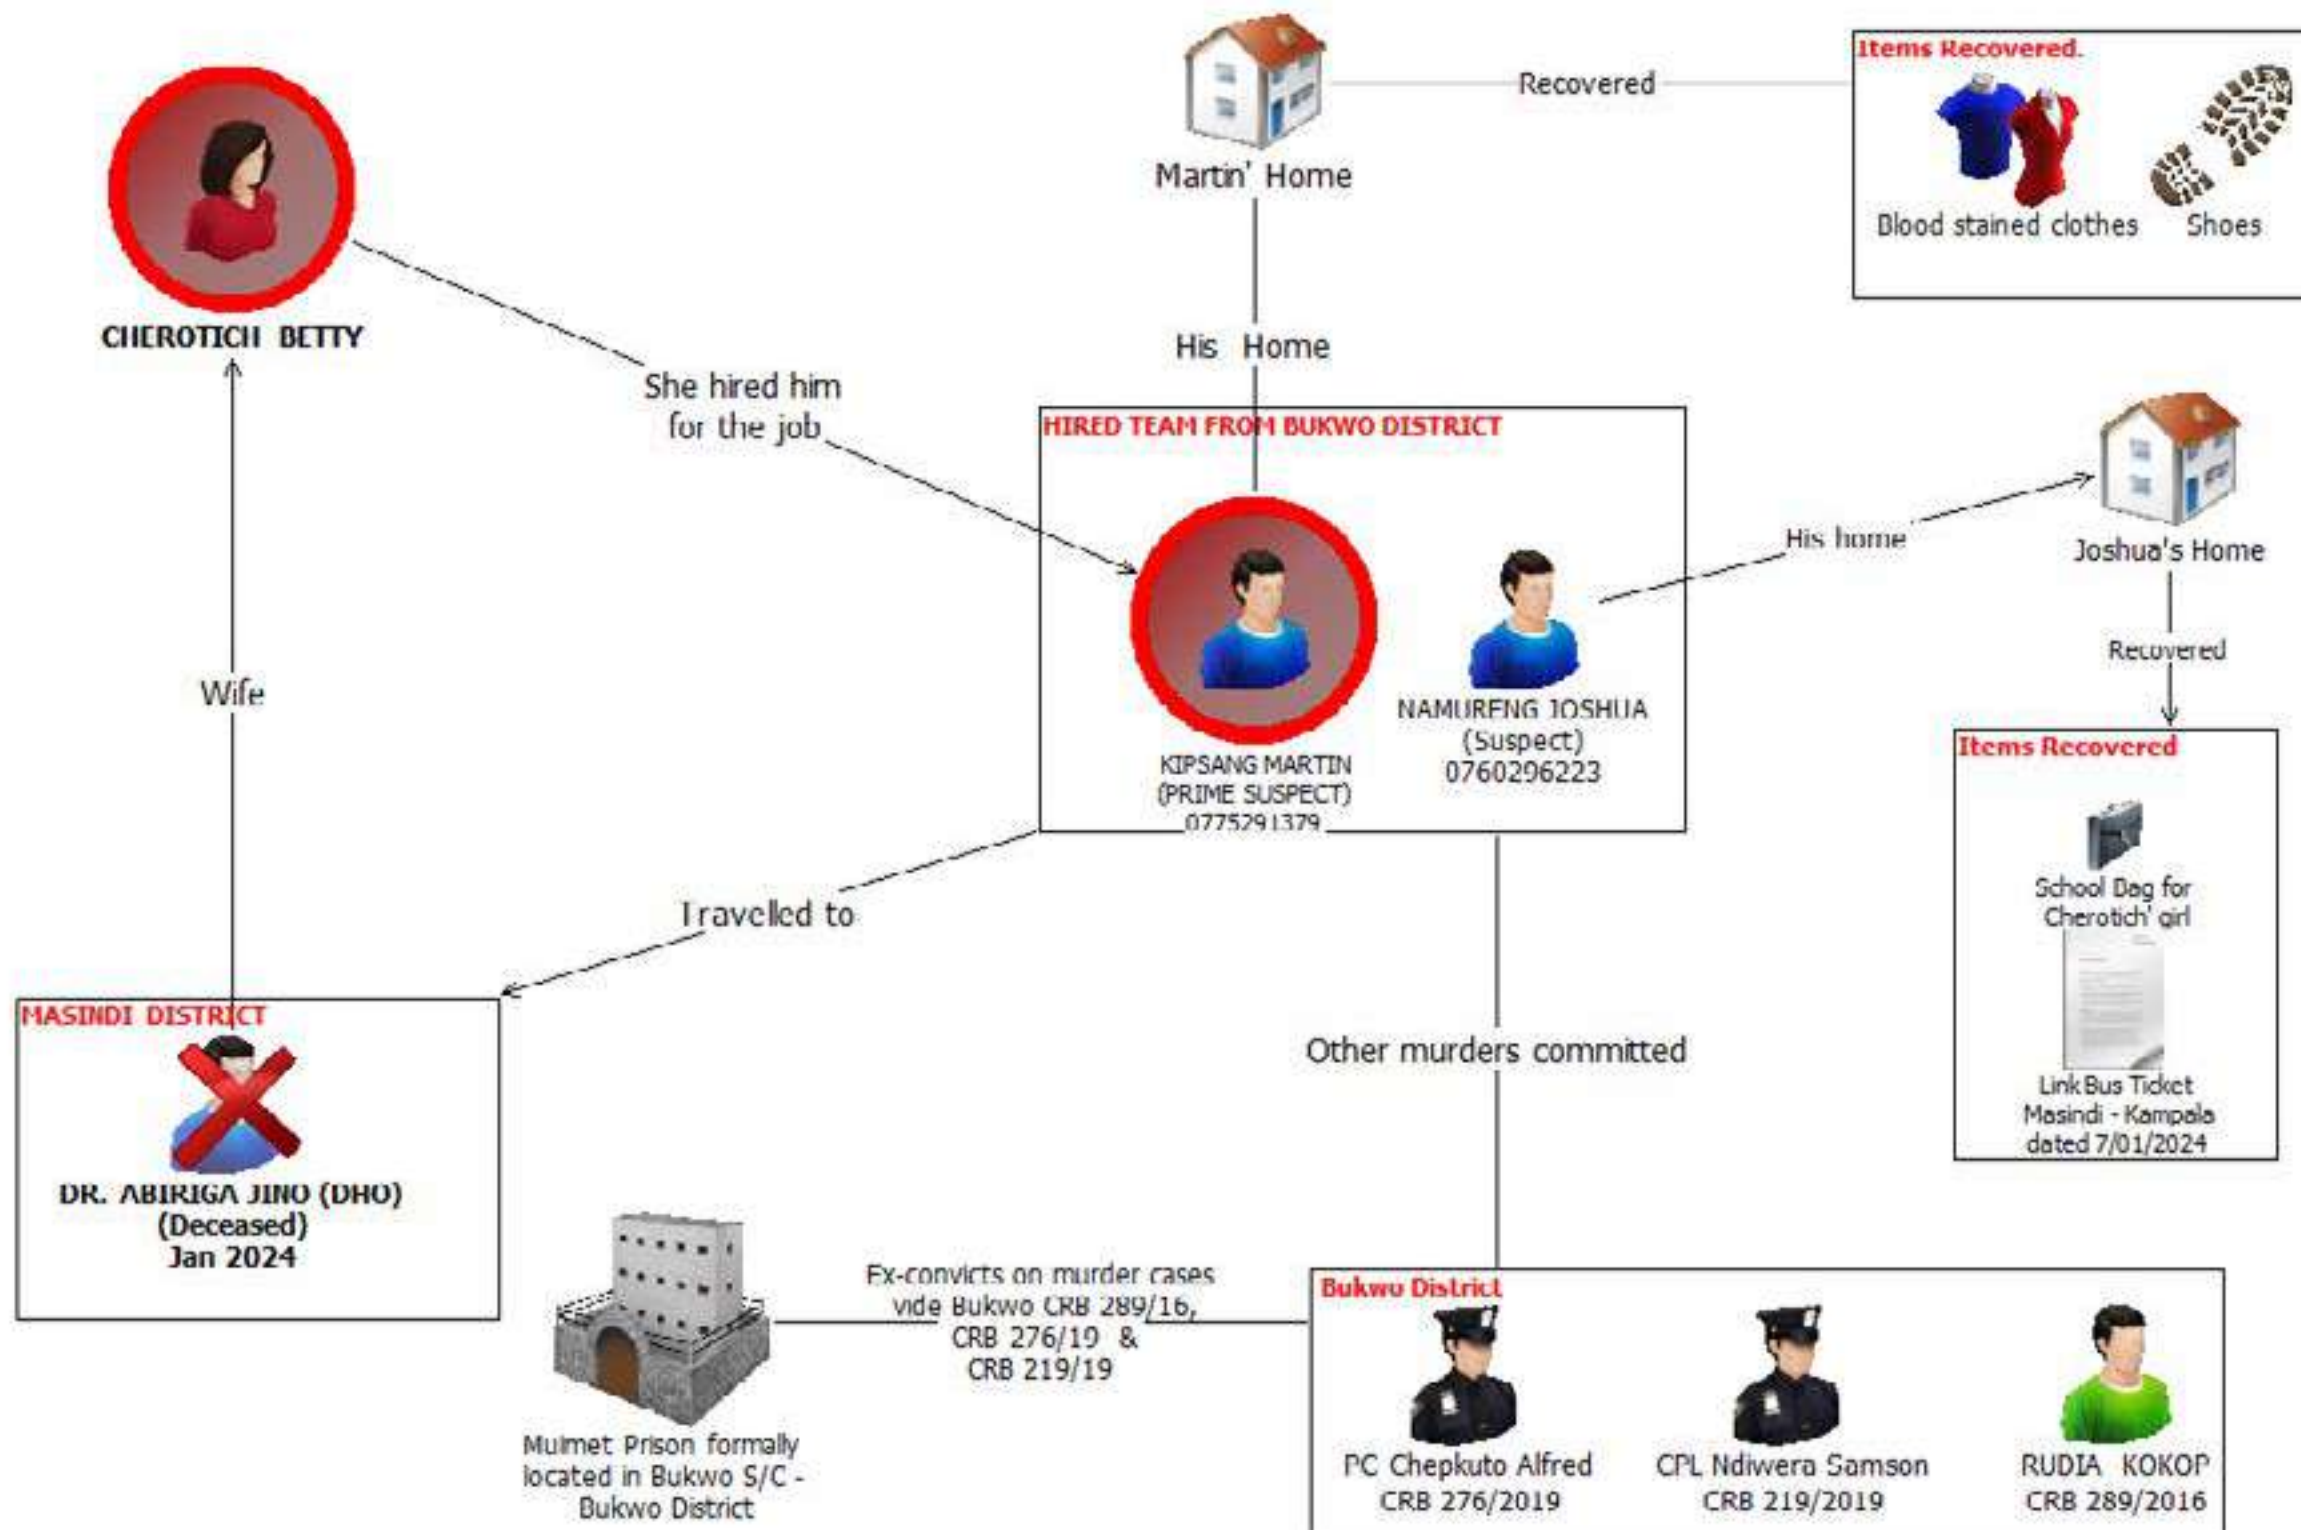 Items Recovered.
Blood stained clothes
Shoes
Recovered
Martin' Home
His Home
CHEROTICH BETTY
She hired him
for the job
HIRED TEAM FROM BUKWO DISTRICT
KIPSANG MARTIN
(PRIME SUSPECT)
0775291379
NAMURENG JOSHUA
(Suspect)
0760296223
His home
Joshua's Home
Recovered
Items Recovered
School Bag for
Cherotich' girl
Link Bus Ticket
Masindi - Kampala
dated 7/01/2024
Wife
Travelled to
MASINDI DISTRICT
DR. ABIRIGA JINO (DHO)
(Deceased)
Jan 2024
Other murders committed
Ex-convicts on murder cases
vide Bukwo CRB 289/16,
CRB 276/19 &
CRB 219/19
Muimet Prison formally
located in Bukwo S/C -
Bukwo District
Bukwo District
PC Chepkuto Alfred
CRB 276/2019
CPL Ndiwera Samson
CRB 219/2019
RUDIA KOKOP
CRB 289/2016